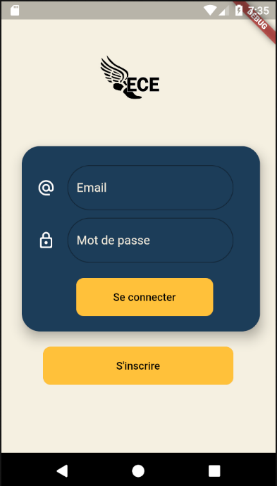 7:35
DEBUG
ECE
Email
Mot de passe
Se connecter
S'inscrire